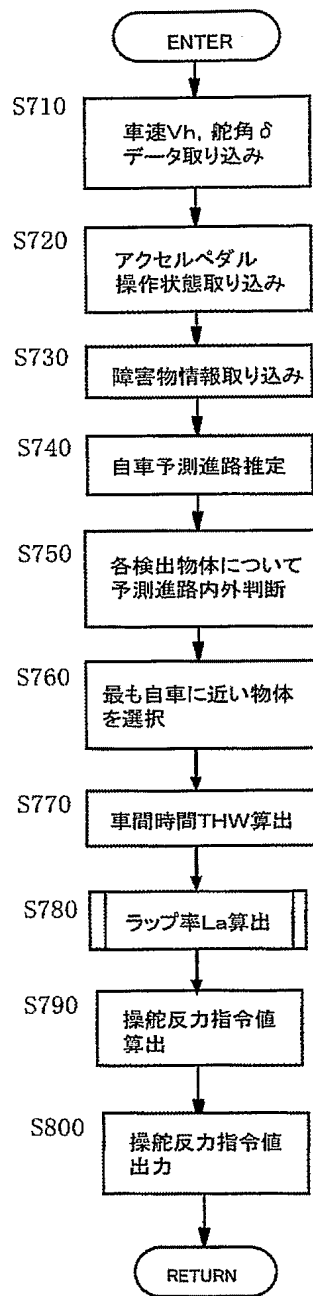 ENTER
S710
車速Vh, 舵角δ
データ取り込み
S720
アクセルペダル
操作状態取り込み
S730
障害物情報取り込み
S740
自車予測進路推定
S750
各検出物体について
予測進路内外判断
S760
最も自車に近い物体
を選択
S770
車間時間THW算出
S780
ラップ率La算出
S790
操舵反力指令値
算出
S800
操舵反力指令値
出力
RETURN